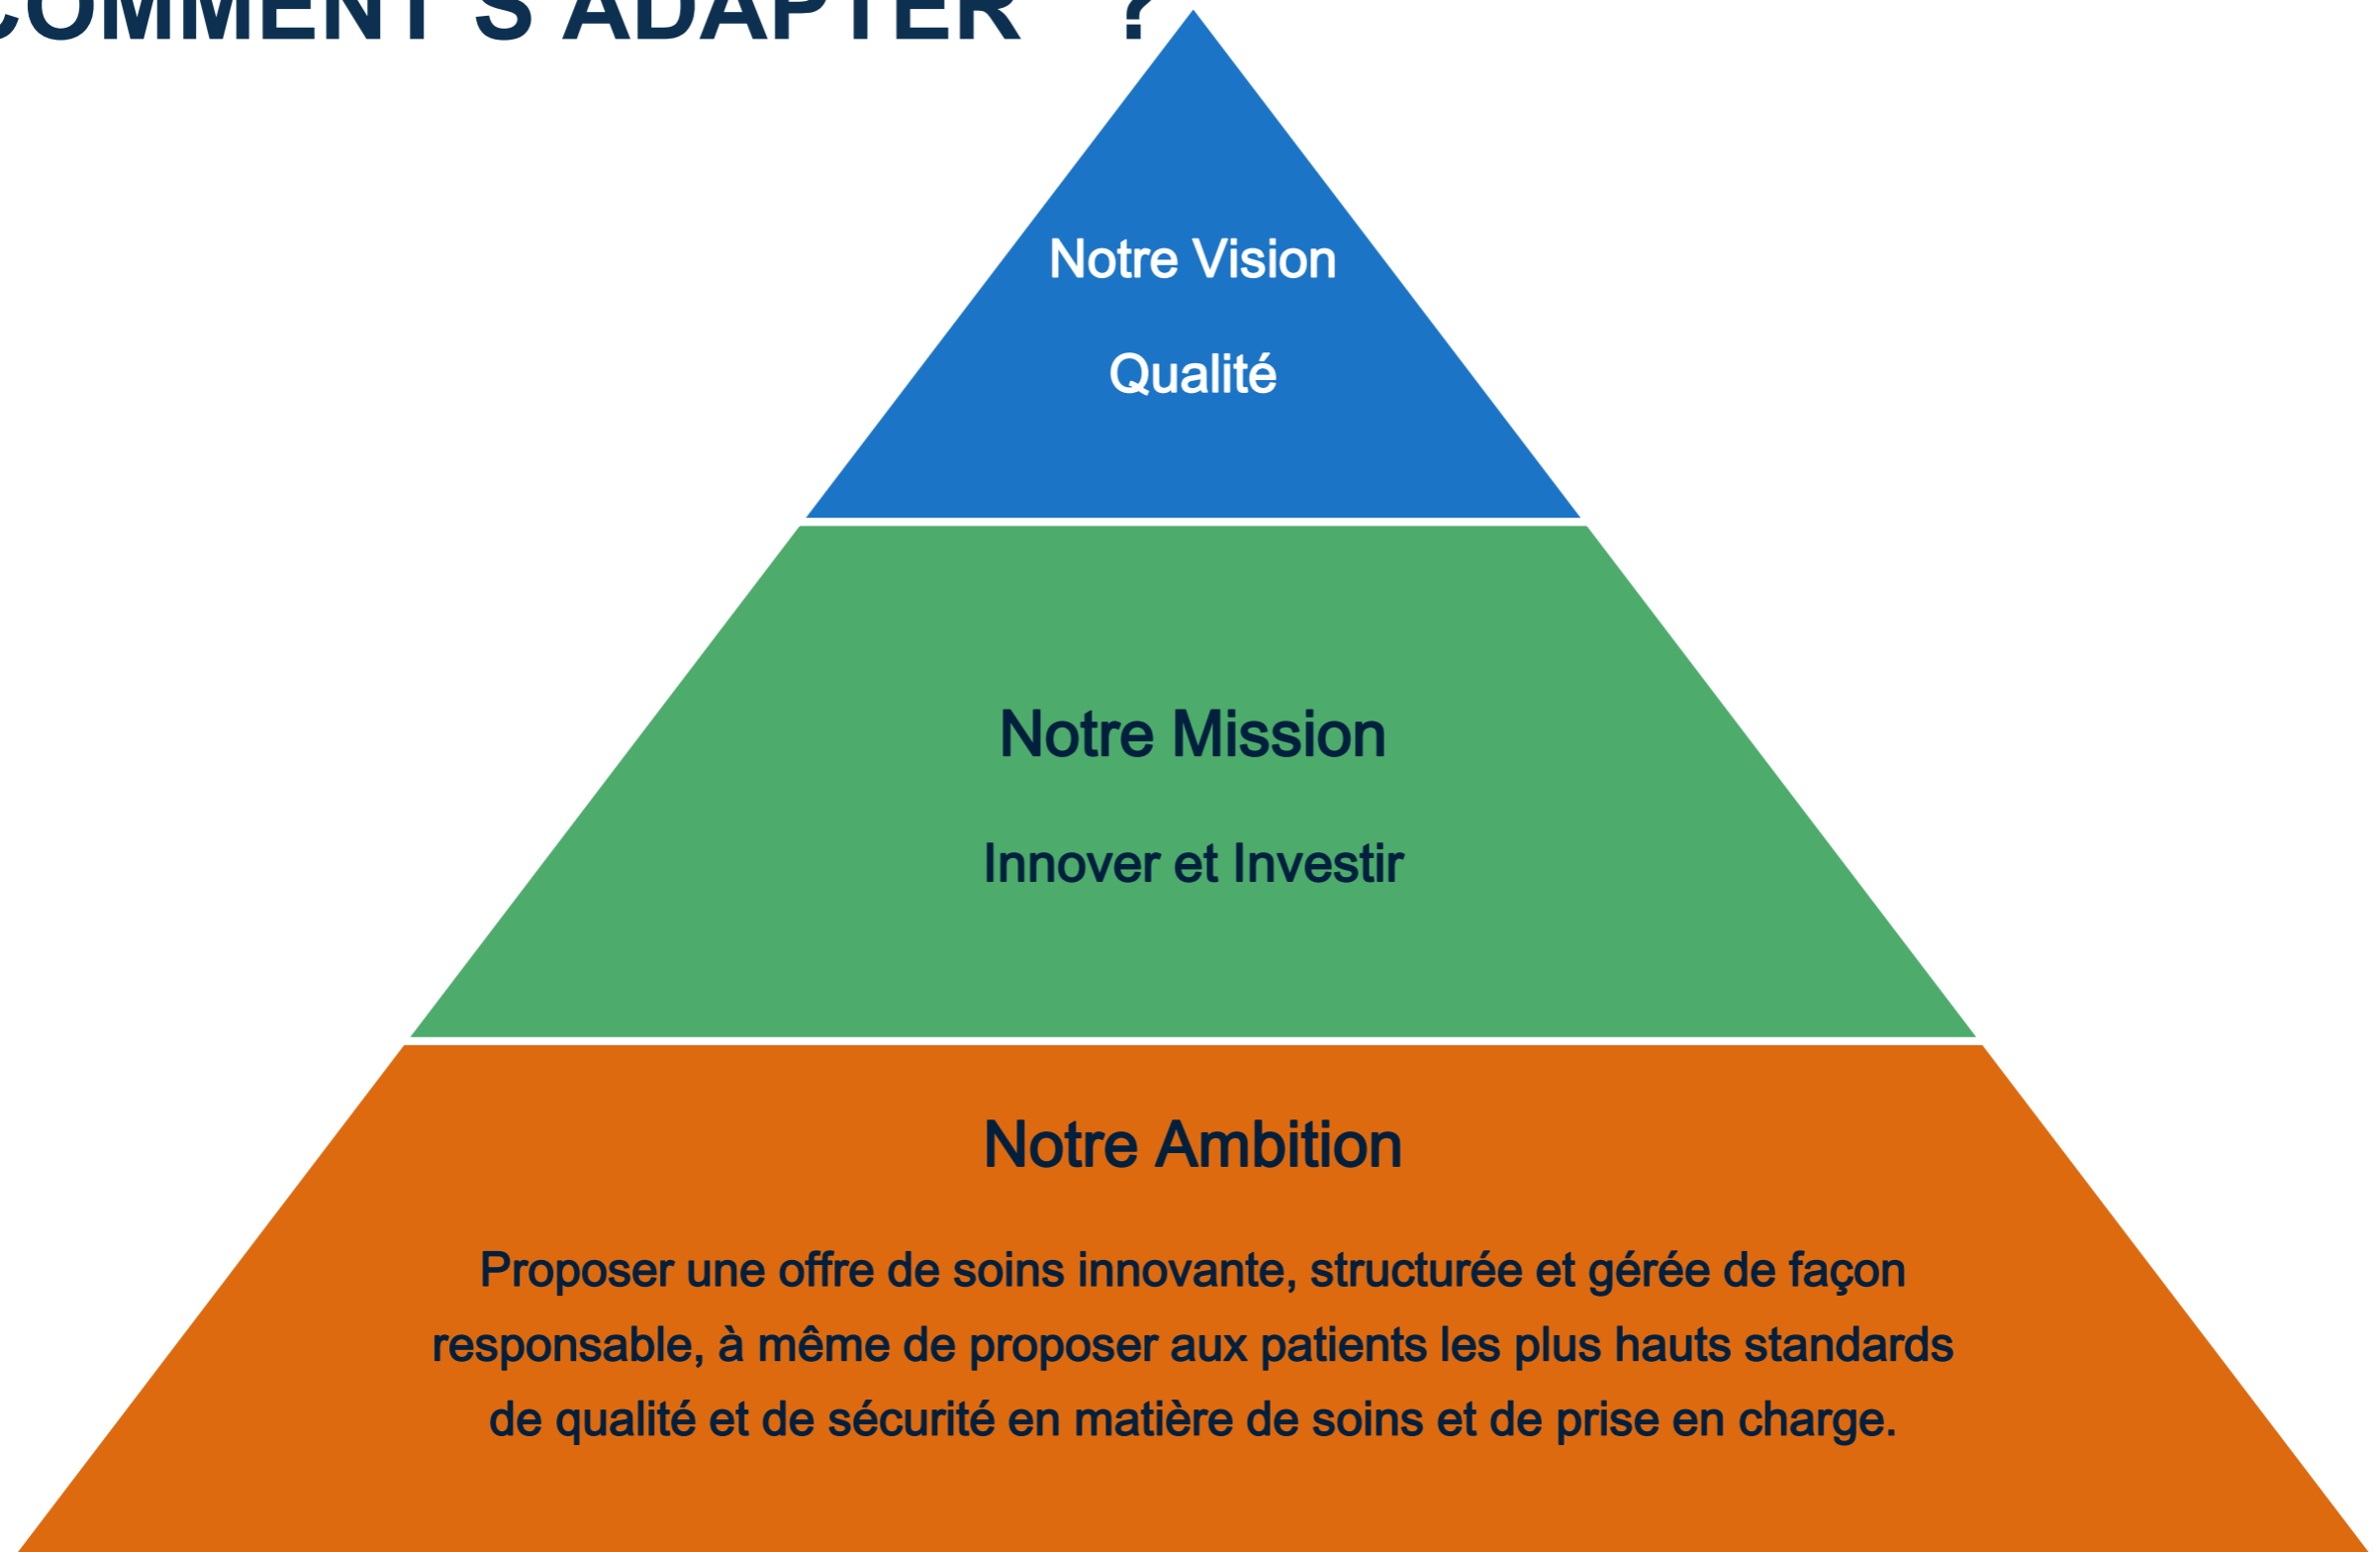 COMMENT S'ADAPTER ?
Notre Vision
Qualité
Notre Mission
Innover et Investir
Notre Ambition
Proposer une offre de soins innovante, structurée et gérée de façon
responsable, à même de proposer aux patients les plus hauts standards
de qualité et de sécurité en matière de soins et de prise en charge.